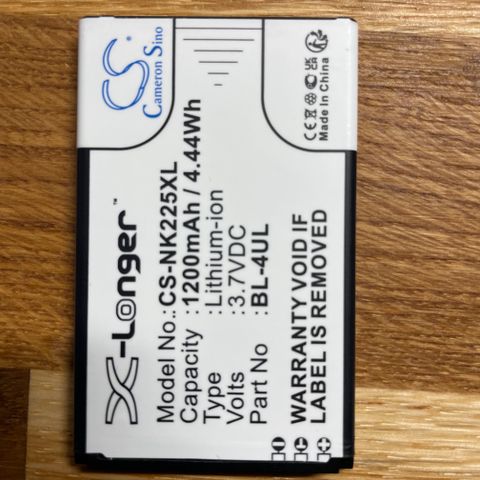 CS
Cameron Sino
Made in China
X-Longer™
Model No.: CS-NK225XL
Capacity : 1200mAh / 4.44Wh
Type : Lithium-ion
Volts : 3.7VDC
Part No : BL-4UL
WARRANTY VOID IF
LABEL IS REMOVED